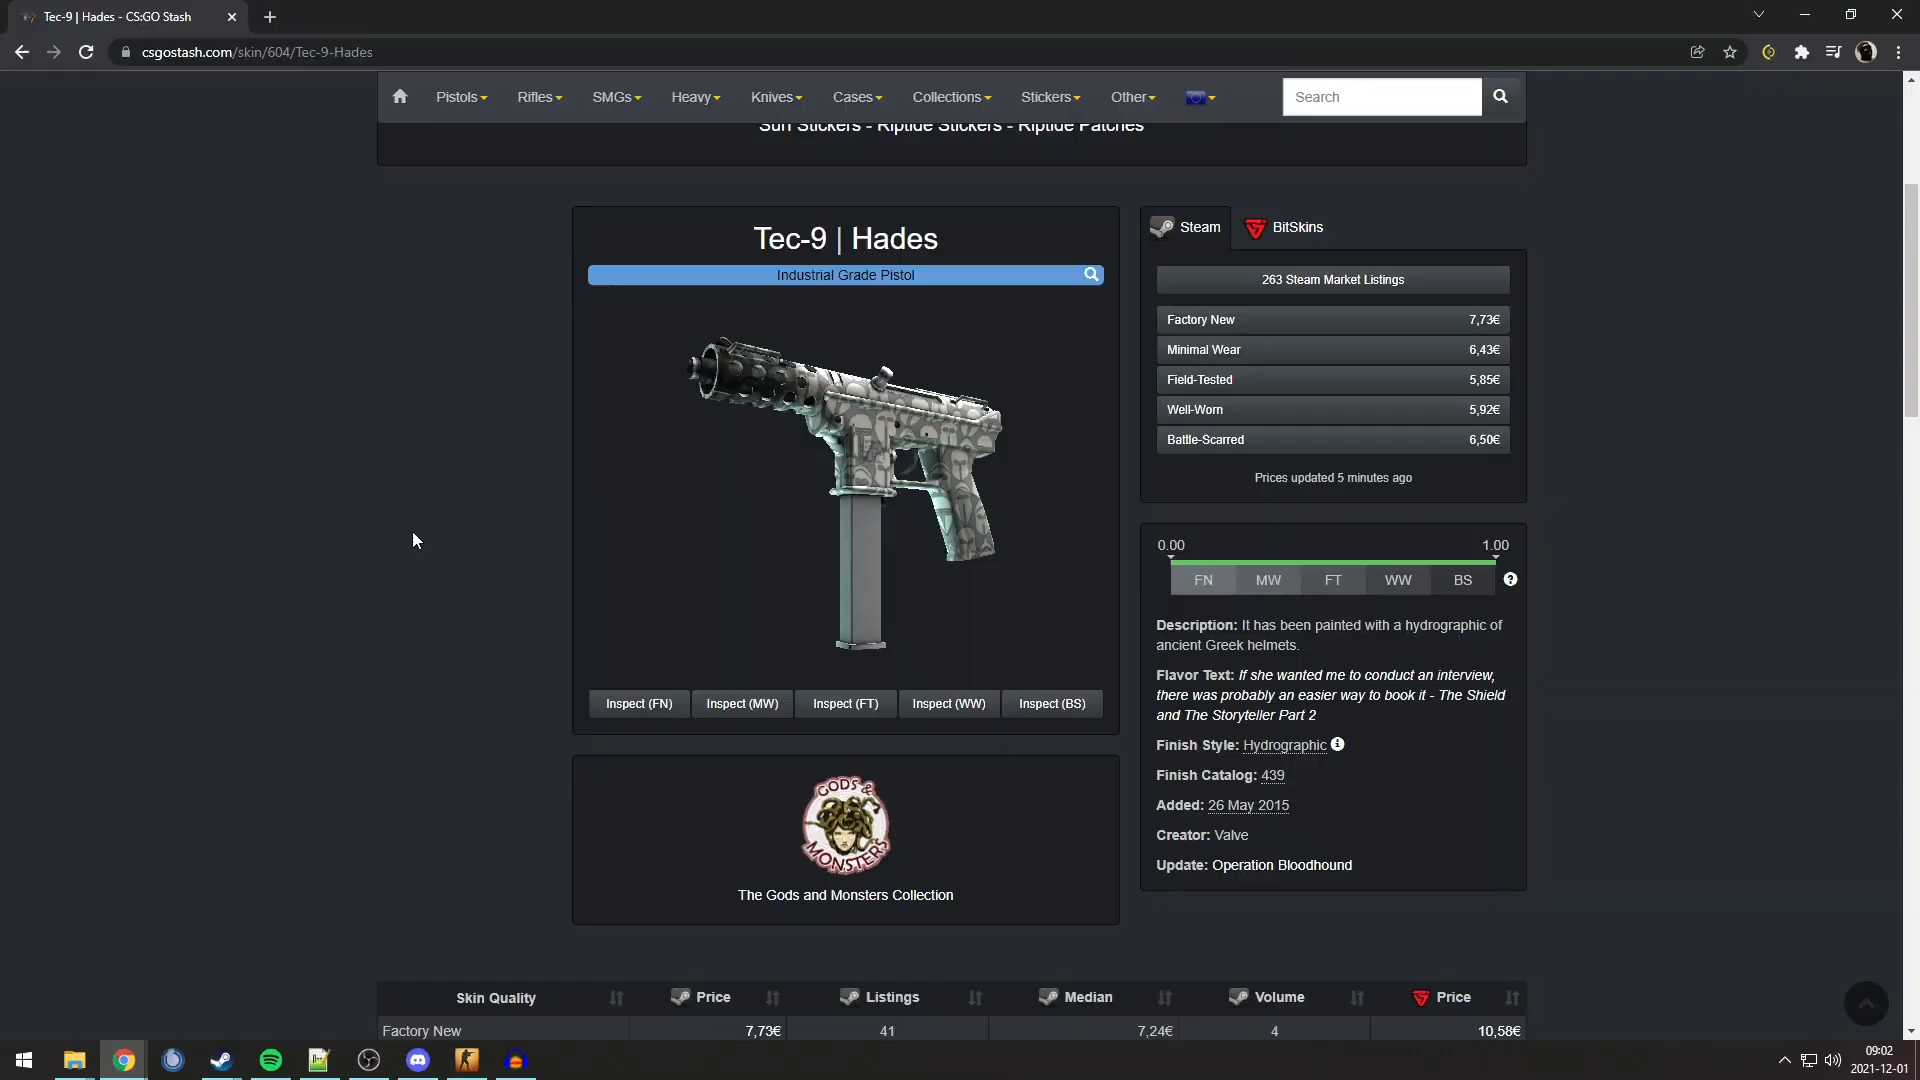 Tec-9 | Hades - CS:GO Stash
csgostash.com/skin/604/Tec-9-Hades
Pistols Rifles SMGs Heavy Knives Cases Collections Stickers Other Search
Surf Stickers - Riptide Stickers - Riptide Patches
Tec-9 | Hades
Industrial Grade Pistol
Inspect (FN) Inspect (MW) Inspect (FT) Inspect (WW) Inspect (BS)
GODS &
MONSTERS
The Gods and Monsters Collection
Steam BitSkins
263 Steam Market Listings
Factory New 7,73€
Minimal Wear 6,43€
Field-Tested 5,85€
Well-Worn 5,92€
Battle-Scarred 6,50€
Prices updated 5 minutes ago
0.00 1.00
FN MW FT WW BS
Description: It has been painted with a hydrographic of
ancient Greek helmets.
Flavor Text: If she wanted me to conduct an interview,
there was probably an easier way to book it - The Shield
and The Storyteller Part 2
Finish Style: Hydrographic
Finish Catalog: 439
Added: 26 May 2015
Creator: Valve
Update: Operation Bloodhound
Skin Quality Price Listings Median Volume Price
Factory New 7,73€ 41 7,24€ 4 10,58€
09:02
2021-12-01